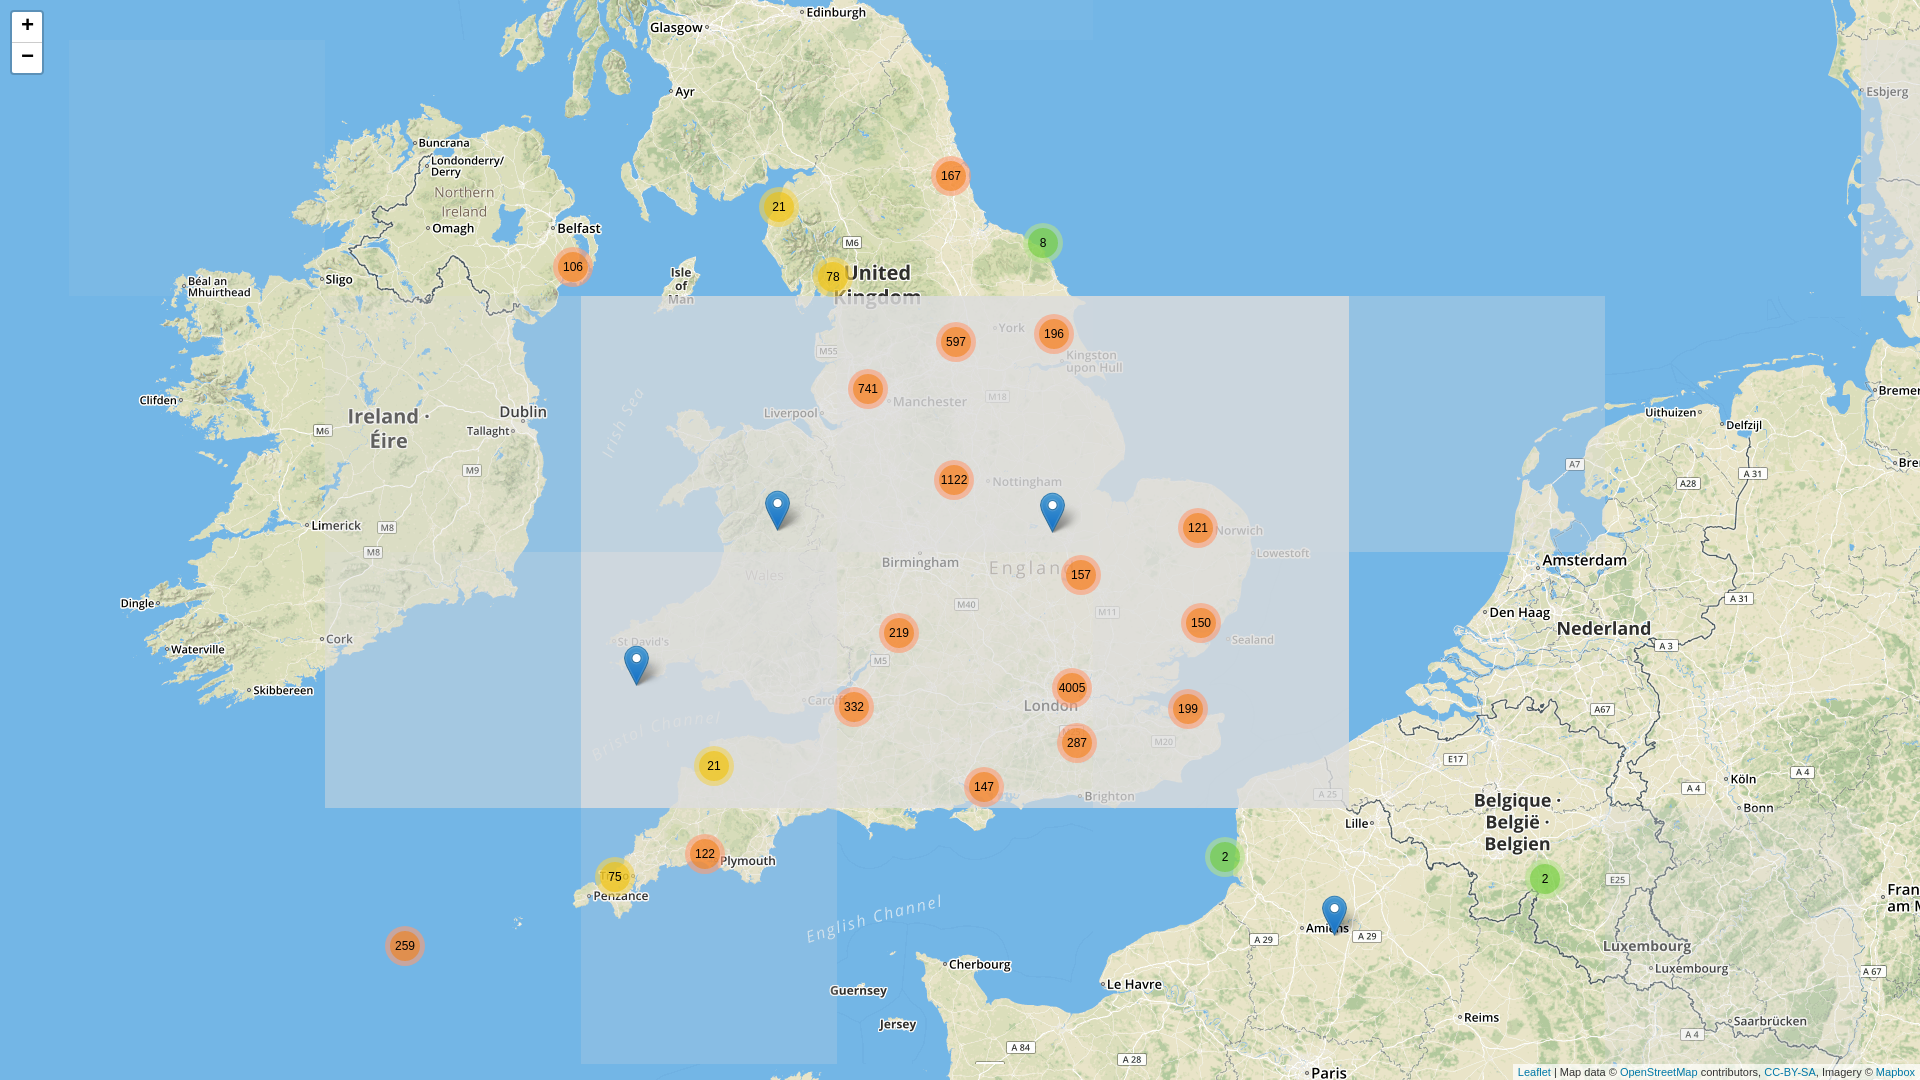 +
−
Glasgow
Edinburgh
Ayr
Esbjerg
Buncrana
Londonderry/
Derry
167
Northern
Ireland
21
Omagh
Belfast
M6
8
106
78
United
Kingdom
Isle
of
Man
Béal an
Mhuirthead
Sligo
597
York
196
M55
Kingston
upon Hull
741
Manchester
M18
Clifden
Liverpool
Dublin
Ireland ·
Éire
M6
Tallaght
Irish Sea
Uithuizen
Delfzijl
Bremer
M9
A7
A28
A 31
Bre
1122
Nottingham
Limerick
M8
M8
121
Norwich
Lowestoft
Birmingham
England
157
Wales
Amsterdam
Dingle
M40
M11
A 31
Den Haag
Nederland
Cork
St David's
219
150
Sealand
Waterville
M5
A 3
Skibbereen
4005
Cardiff
332
London
199
A67
Bristol Channel
287
M20
E17
21
147
Brighton
A 25
Köln
A 4
A 4
Bonn
Belgique ·
België ·
Belgien
Lille
122
Plymouth
2
75
Penzance
2
E25
Fran
am M
English Channel
Amiens
A 29
A 29
259
Luxembourg
Luxembourg
A 67
Cherbourg
Le Havre
Guernsey
Jersey
Reims
Saarbrücken
A 4
A 84
A 28
Paris
Leaflet | Map data © OpenStreetMap contributors, CC-BY-SA, Imagery © Mapbox